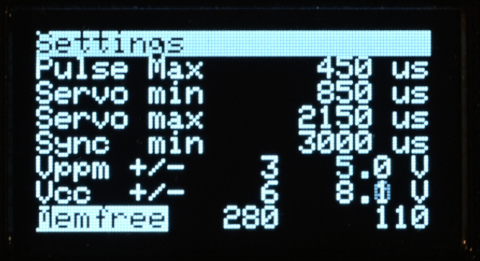 Settings
Pulse Max 450 us
Servo min 850 us
Servo max 2150 us
Sync min 3000 us
Vppm +/- 3 5.0 V
Vcc +/- 6 8. V
Memfree 280 110